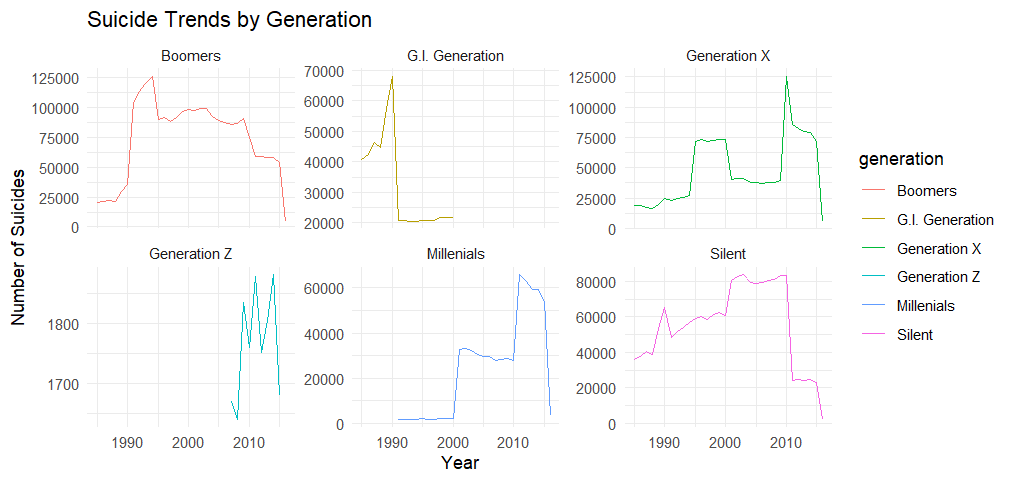 Suicide Trends by Generation
Boomers
G.I. Generation
Generation X
125000
100000
75000
50000
25000
0
70000
60000
50000
40000
30000
20000
125000
100000
75000
50000
25000
0
Number of Suicides
Generation Z
Millenials
Silent
1800
1700
60000
40000
20000
0
80000
60000
40000
20000
0
1990 2000 2010
1990 2000 2010
1990 2000 2010
Year
generation
Boomers
G.I. Generation
Generation X
Generation Z
Millenials
Silent